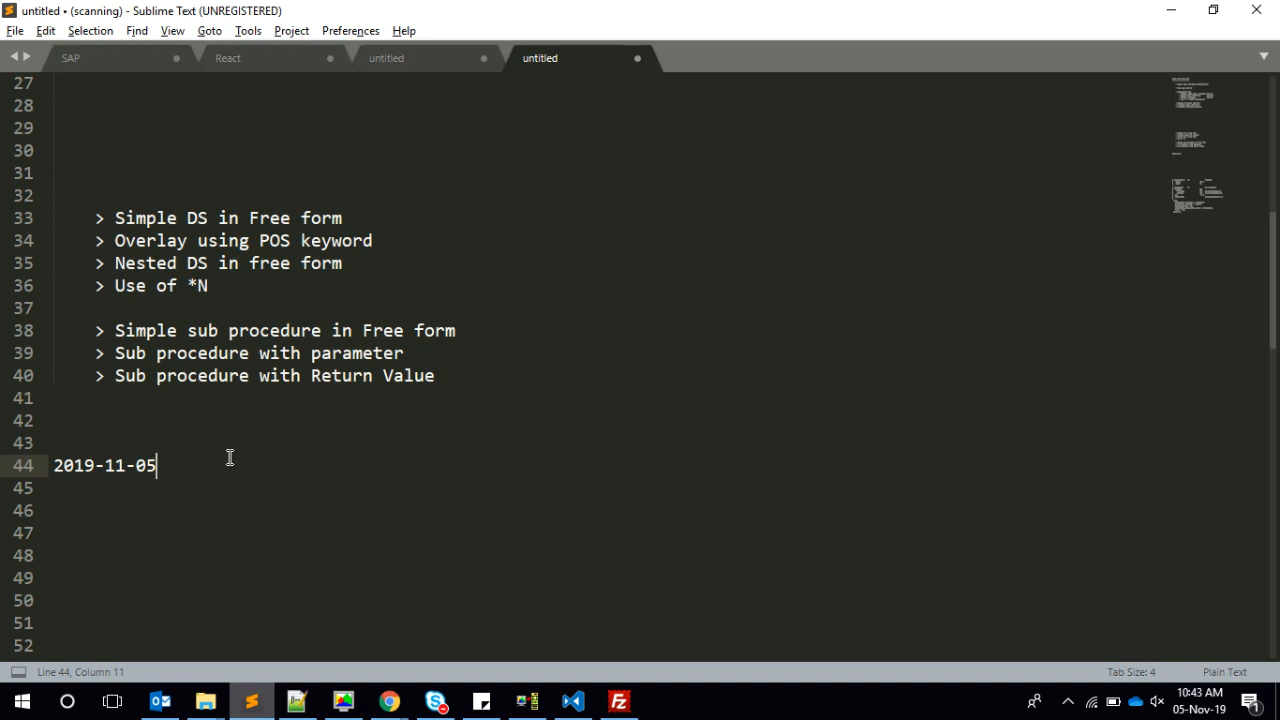 untitled • (scanning) - Sublime Text (UNREGISTERED)
File Edit Selection Find View Goto Tools Project Preferences Help
SAP React untitled untitled
27
28
29
30
31
32
33 > Simple DS in Free form
34 > Overlay using POS keyword
35 > Nested DS in free form
36 > Use of *N
37
38 > Simple sub procedure in Free form
39 > Sub procedure with parameter
40 > Sub procedure with Return Value
41
42
43
44 2019-11-05
45
46
47
48
49
50
51
52
Line 44, Column 11 Tab Size: 4 Plain Text
10:43 AM
05-Nov-19
1